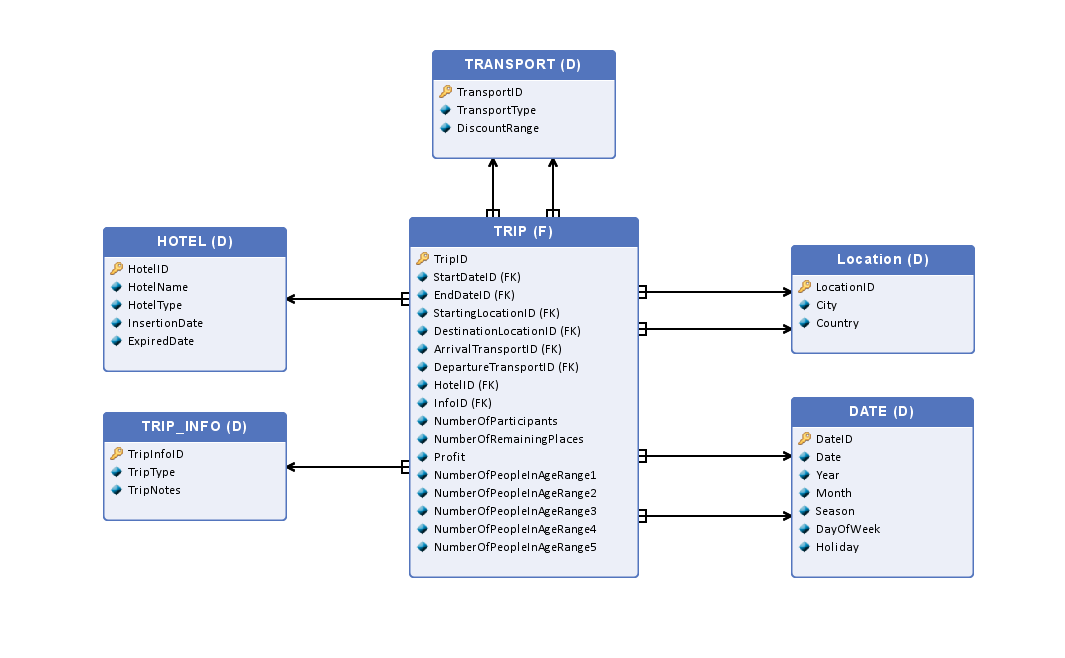 TRANSPORT (D)
TransportID
TransportType
DiscountRange
HOTEL (D)
HotelID
HotelName
HotelType
InsertionDate
ExpiredDate
TRIP_INFO (D)
TripInfoID
TripType
TripNotes
TRIP (F)
TripID
StartDateID (FK)
EndDateID (FK)
StartingLocationID (FK)
DestinationLocationID (FK)
ArrivalTransportID (FK)
DepartureTransportID (FK)
HotelID (FK)
InfoID (FK)
NumberOfParticipants
NumberOfRemainingPlaces
Profit
NumberOfPeopleInAgeRange1
NumberOfPeopleInAgeRange2
NumberOfPeopleInAgeRange3
NumberOfPeopleInAgeRange4
NumberOfPeopleInAgeRange5
Location (D)
LocationID
City
Country
DATE (D)
DateID
Date
Year
Month
Season
DayOfWeek
Holiday